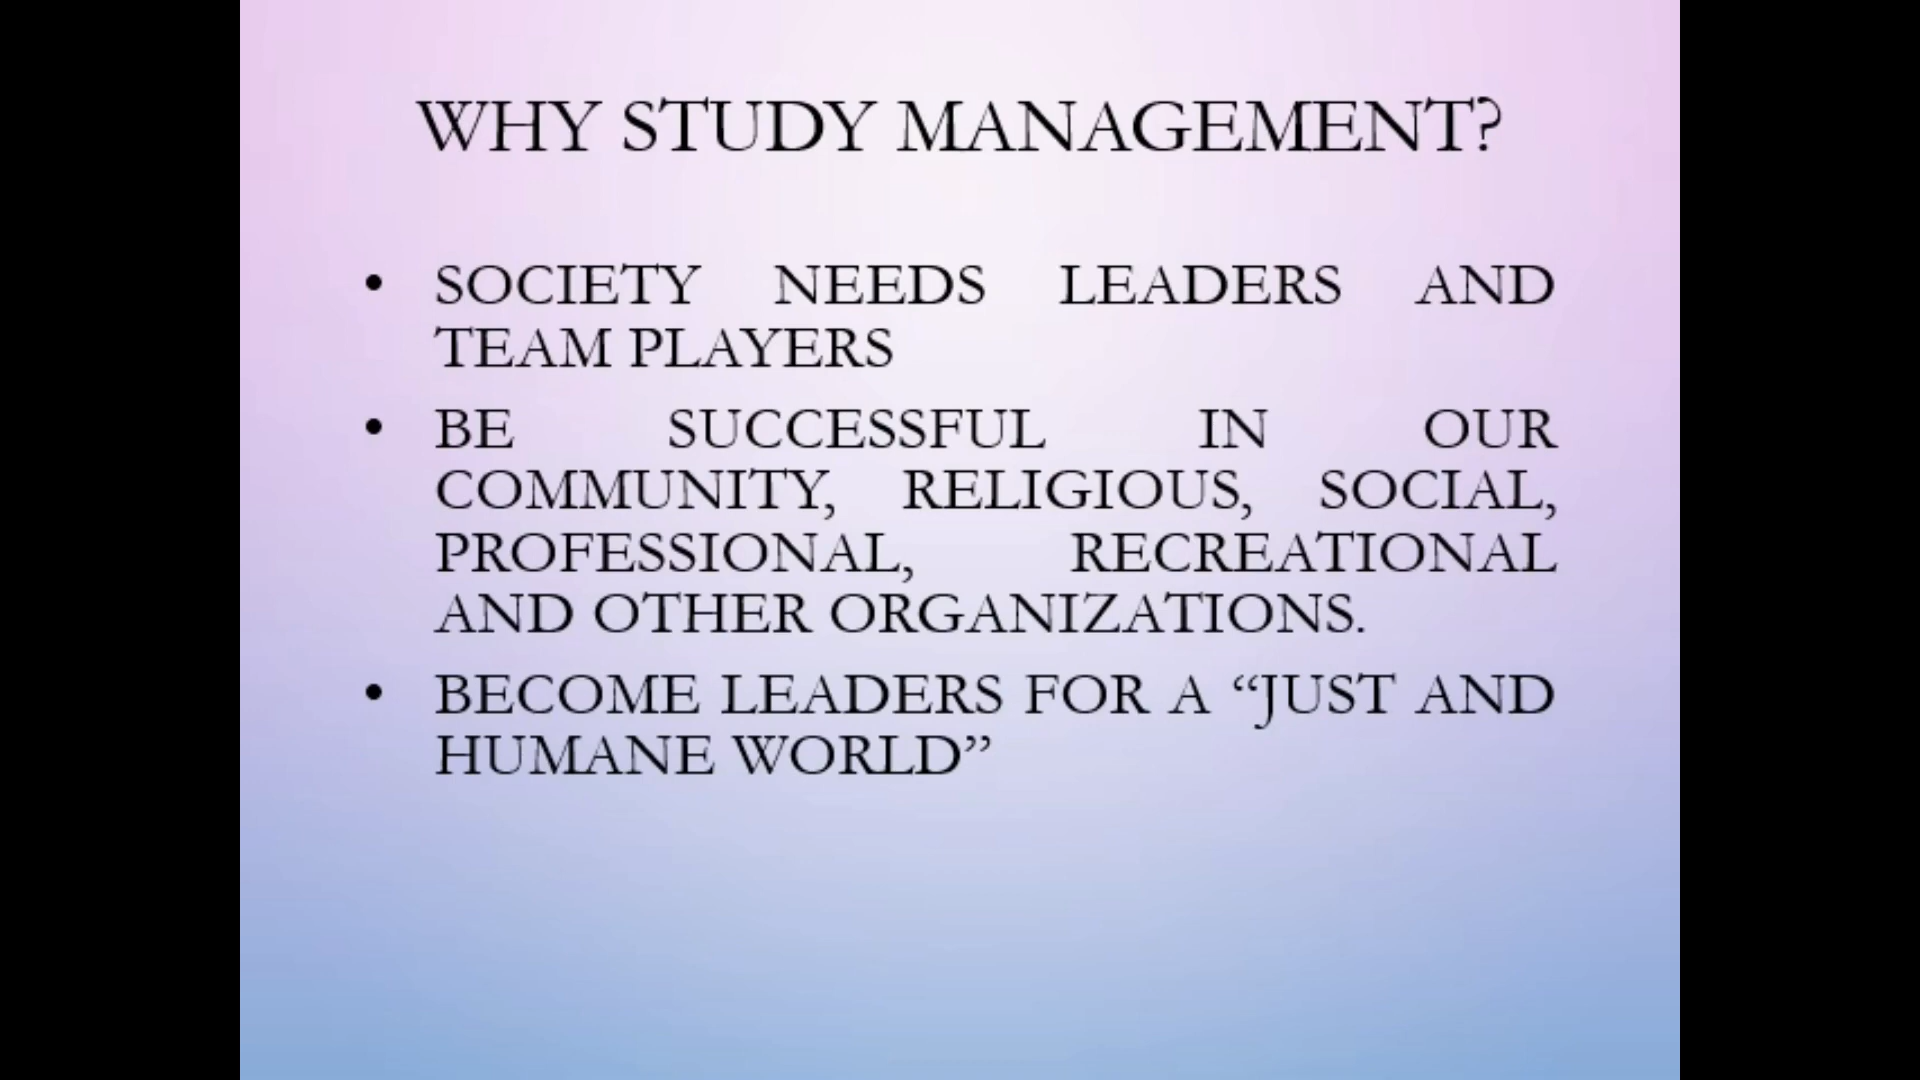 WHY STUDY MANAGEMENT?
• SOCIETY NEEDS LEADERS AND
TEAM PLAYERS
• BE SUCCESSFUL IN OUR
COMMUNITY, RELIGIOUS, SOCIAL,
PROFESSIONAL, RECREATIONAL
AND OTHER ORGANIZATIONS.
• BECOME LEADERS FOR A “JUST AND
HUMANE WORLD”